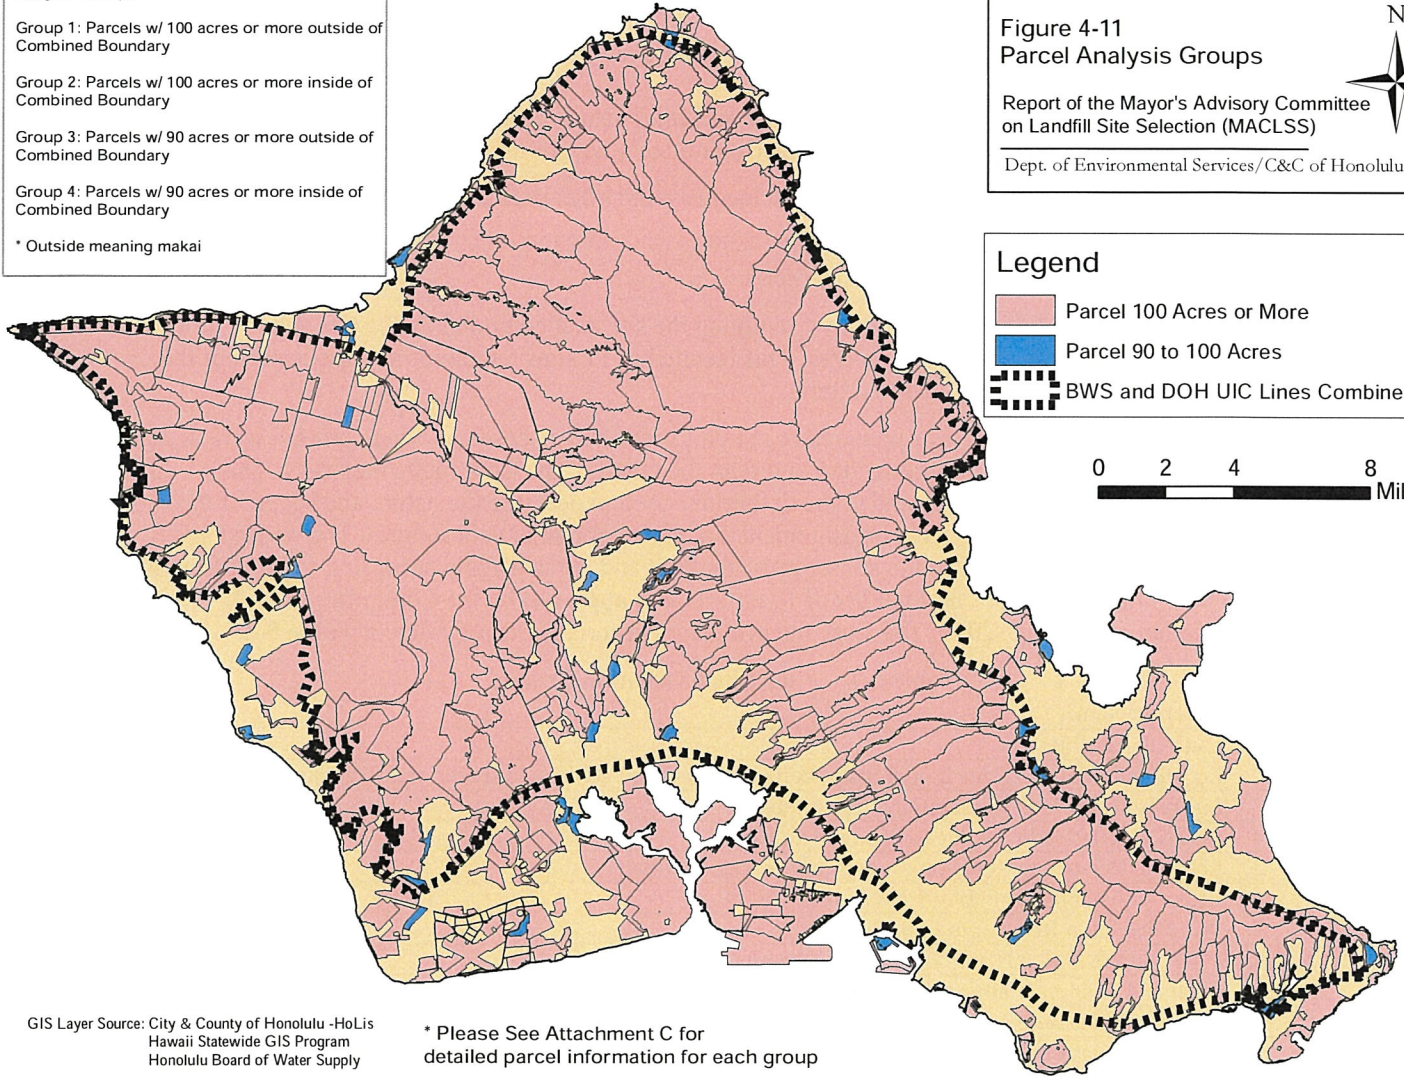 Group 1: Parcels w/ 100 acres or more outside of
Combined Boundary
Group 2: Parcels w/ 100 acres or more inside of
Combined Boundary
Group 3: Parcels w/ 90 acres or more outside of
Combined Boundary
Group 4: Parcels w/ 90 acres or more inside of
Combined Boundary
* Outside meaning makai
Figure 4-11
Parcel Analysis Groups
Report of the Mayor's Advisory Committee
on Landfill Site Selection (MACLSS)
Dept. of Environmental Services/C&C of Honolulu
N
Legend
Parcel 100 Acres or More
Parcel 90 to 100 Acres
BWS and DOH UIC Lines Combine
0 2 4 8
Mil
GIS Layer Source: City & County of Honolulu -HoLis
Hawaii Statewide GIS Program
Honolulu Board of Water Supply
* Please See Attachment C for
detailed parcel information for each group